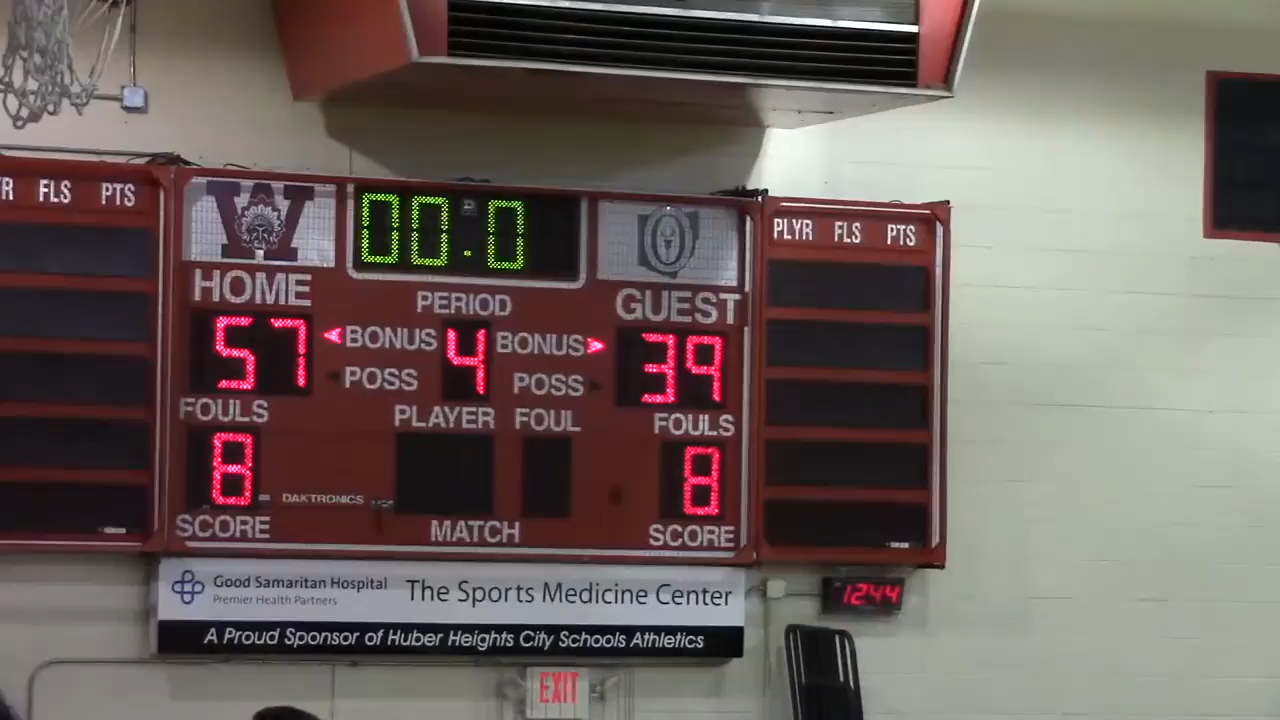 R FLS PTS
W
00.0
HOME
GUEST
PLYR FLS PTS
PERIOD
57
BONUS 4 BONUS
39
POSS POSS
FOULS
PLAYER FOUL
FOULS
8
8
DAKTRONICS
SCORE
MATCH
SCORE
Good Samaritan Hospital
Premier Health Partners
The Sports Medicine Center
A Proud Sponsor of Huber Heights City Schools Athletics
1244
EXIT